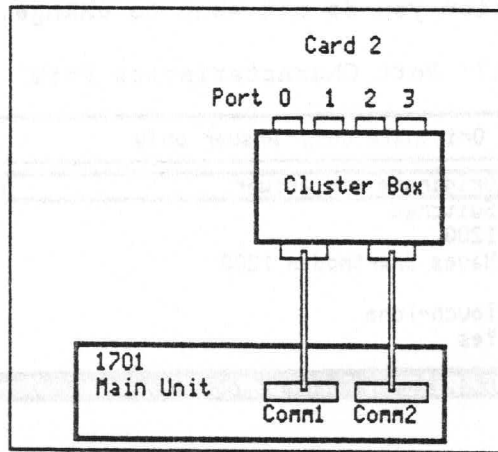 Card 2
Port 0 1 2 3
Cluster Box
1701
Main Unit
Comm1 Comm2